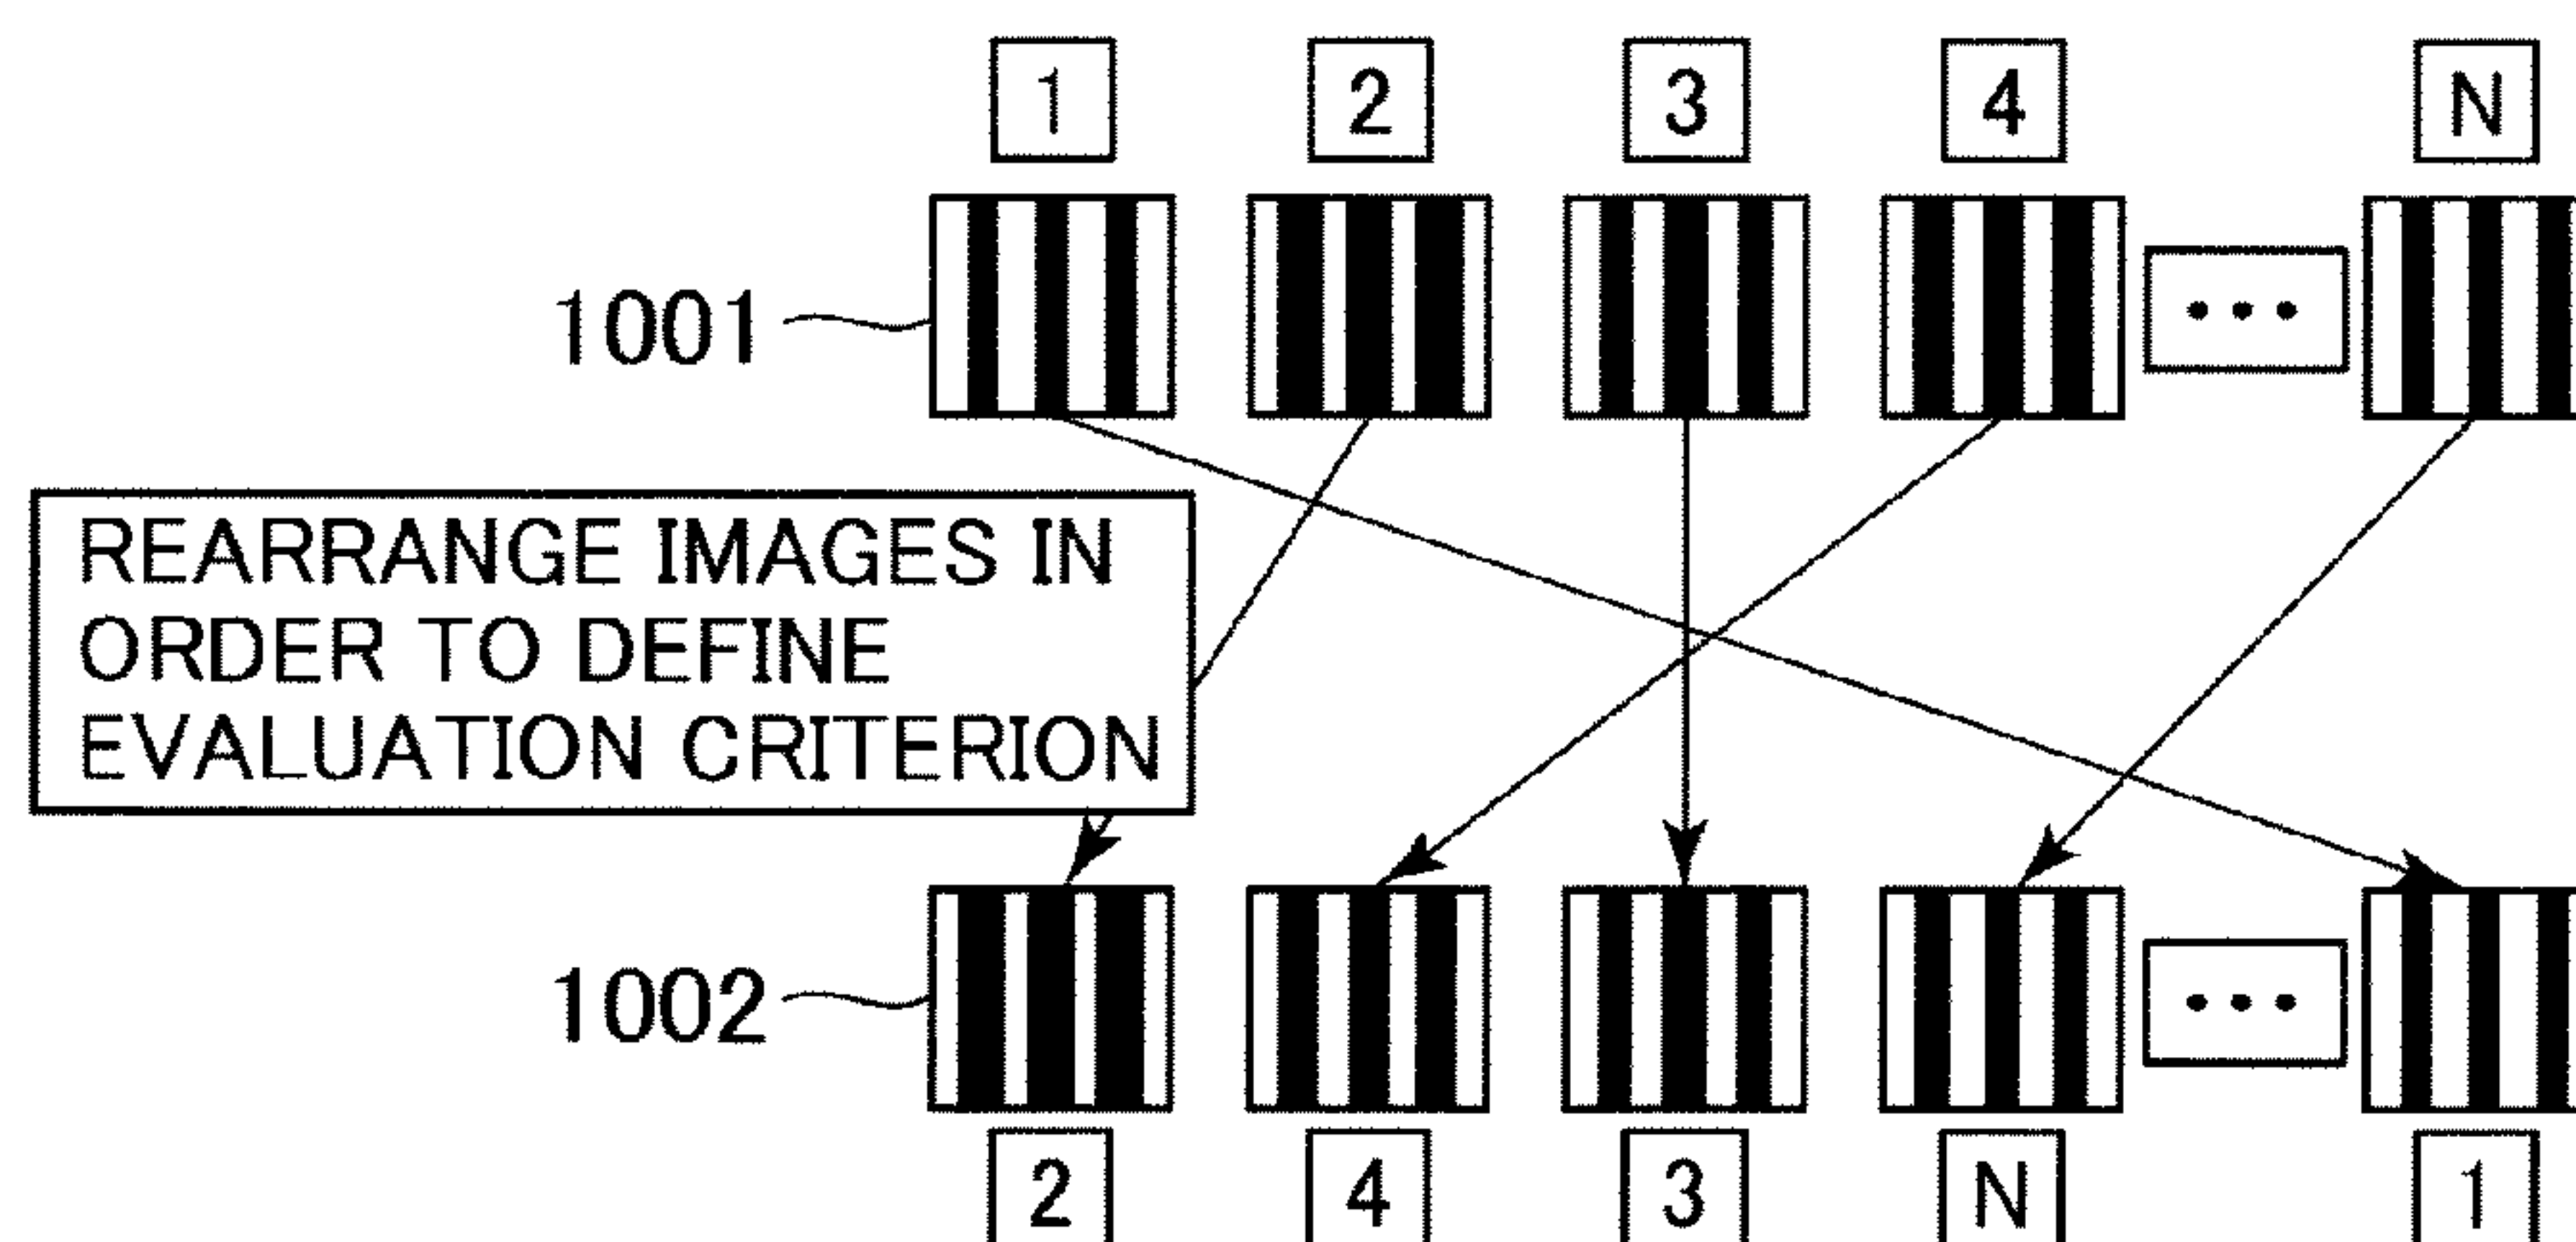 1 2 3 4 N
1001
• • •
REARRANGE IMAGES IN
ORDER TO DEFINE
EVALUATION CRITERION
1002
• • •
2 4 3 N 1